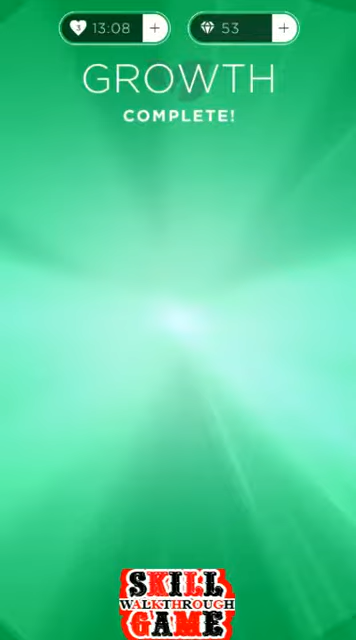 3 13:08 + 53 +
GROWTH
COMPLETE!
SKILL
WALKTHROUGH
GAME